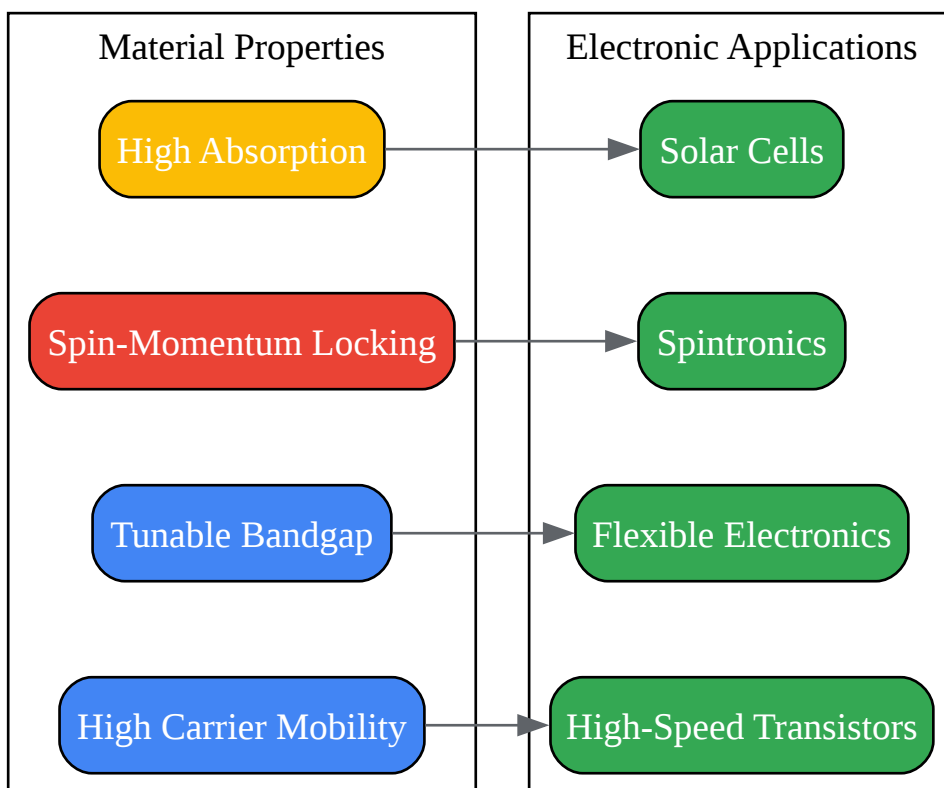 Material Properties
Electronic Applications
High Absorption
Solar Cells
Spin-Momentum Locking
Spintronics
Tunable Bandgap
Flexible Electronics
High Carrier Mobility
High-Speed Transistors